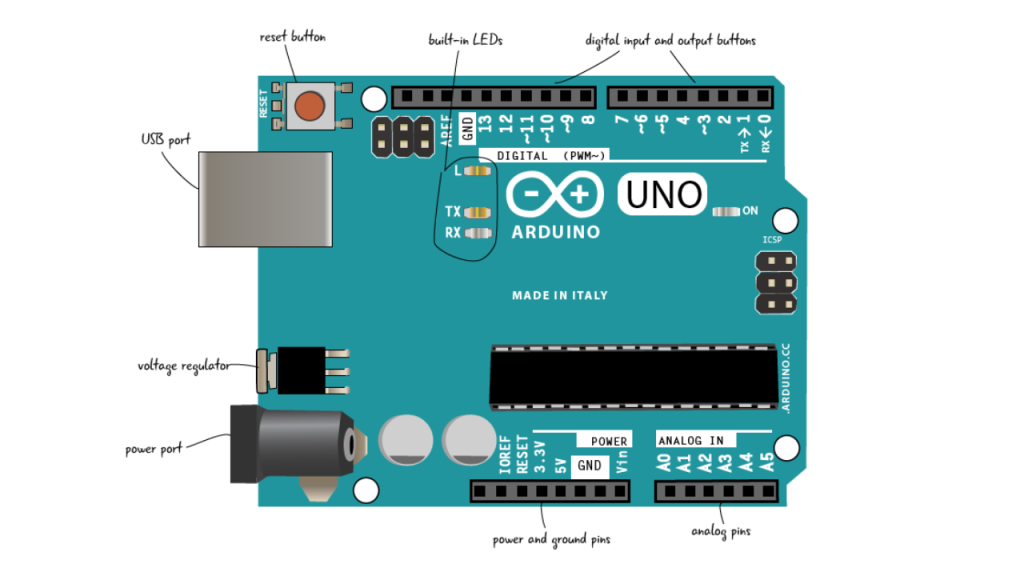 reset button
built-in LEDs
digital input and output buttons
RESET
USB port
AREF
GND
13
12
~11
~10
~9
8
7
~6
~5
4
~3
2
TX→ 1
RX← 0
DIGITAL (PWM~)
L
TX
RX
UNO
ON
ARDUINO
ICSP
MADE IN ITALY
voltage regulator
.ARDUINO.CC
power port
POWER
ANALOG IN
IOREF
RESET
3.3V
5V
GND
Vin
A0
A1
A2
A3
A4
A5
power and ground pins
analog pins